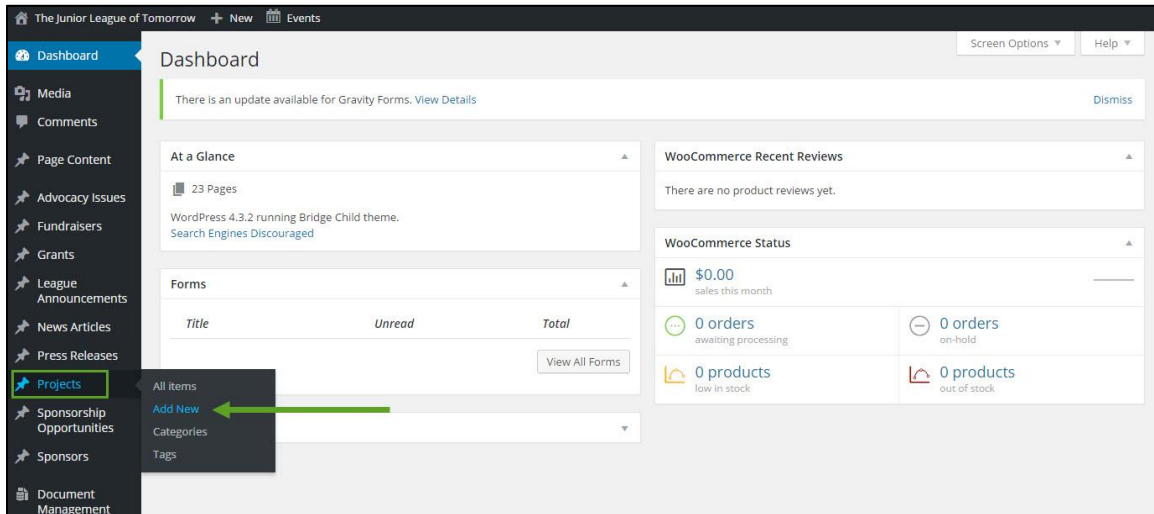 The Junior League of Tomorrow + New Events
Screen Options Help
Dashboard
Media
Comments
Page Content
Advocacy Issues
Fundraisers
Grants
League
Announcements
News Articles
Press Releases
Projects
Sponsorship
Opportunities
Sponsors
Document
Management
All items
Add New
Categories
Tags
Dashboard
There is an update available for Gravity Forms. View Details Dismiss
At a Glance
23 Pages
WordPress 4.3.2 running Bridge Child theme.
Search Engines Discouraged
Forms
Title Unread Total
View All Forms
WooCommerce Recent Reviews
There are no product reviews yet.
WooCommerce Status
$0.00
sales this month
0 orders
awaiting processing
0 orders
on-hold
0 products
low in stock
0 products
out of stock